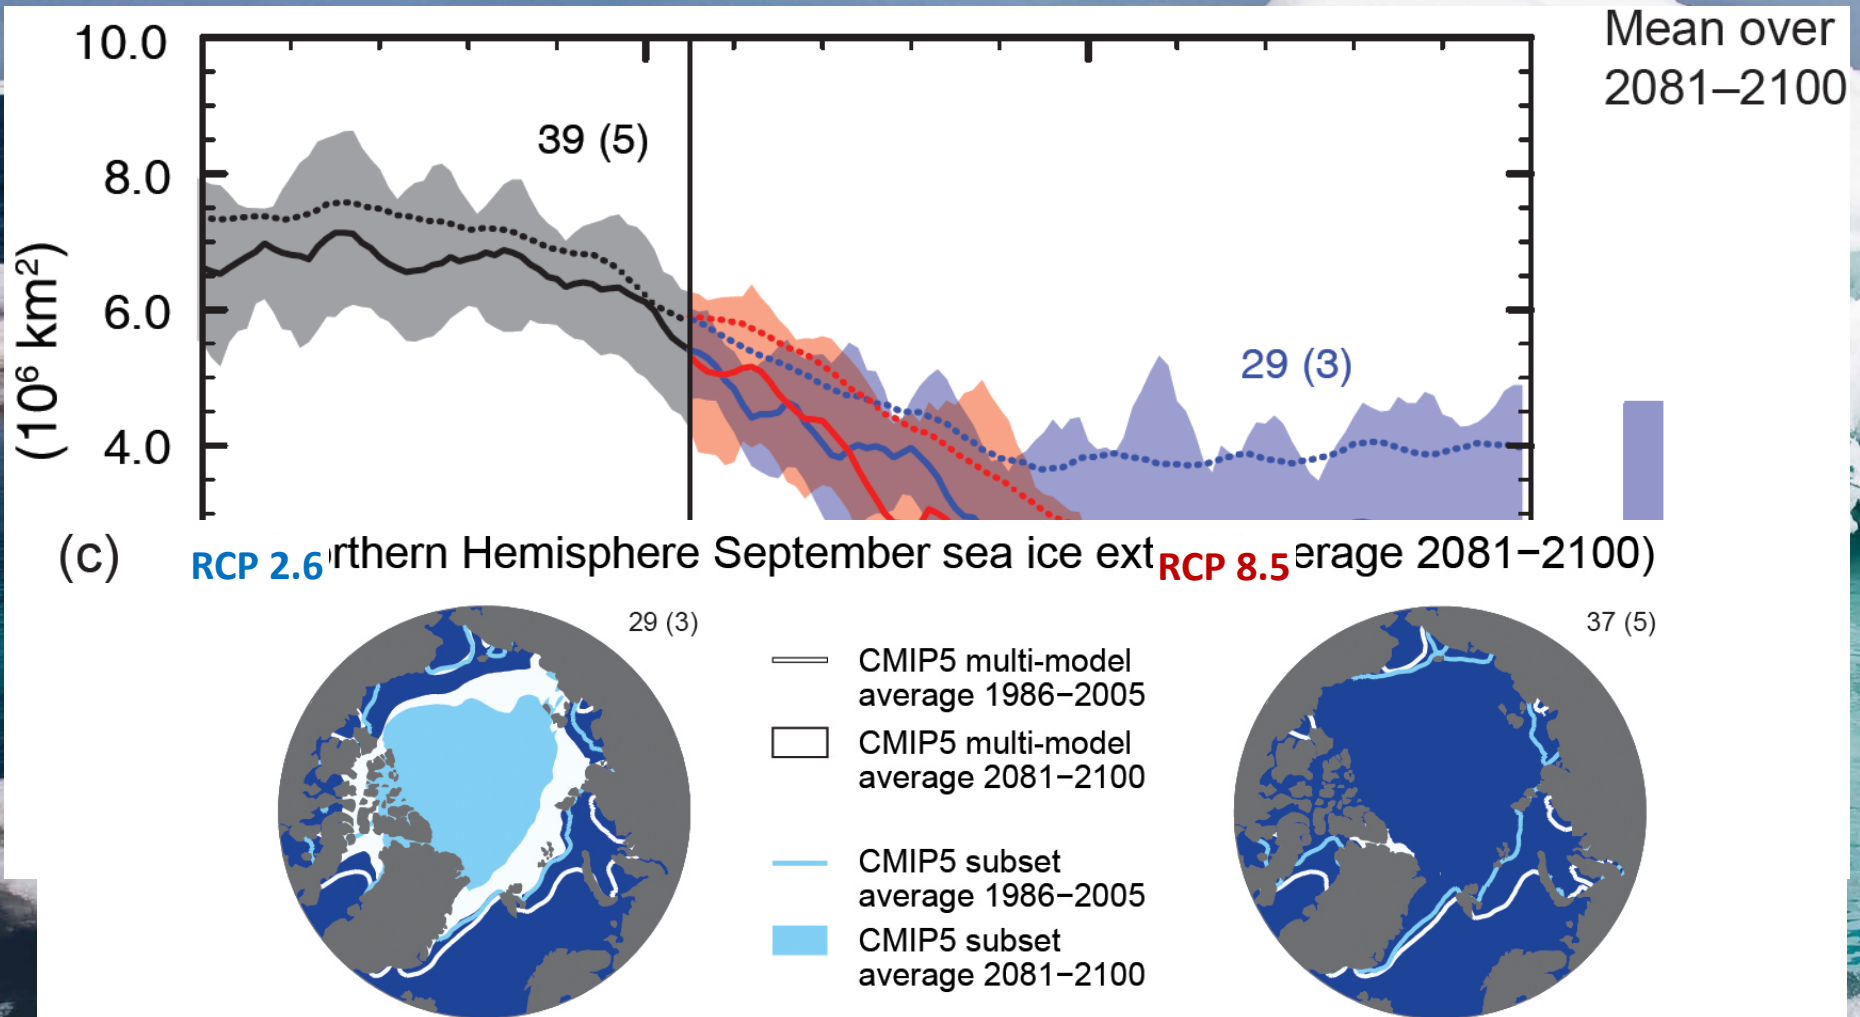 Mean over
2081–2100
10.0
39 (5)
8.0
6.0
29 (3)
4.0
(10⁶ km²)
(c)
RCP 2.6
rthern Hemisphere September sea ice ext
RCP 8.5
erage 2081−2100)
29 (3)
37 (5)
CMIP5 multi-model
average 1986−2005
CMIP5 multi-model
average 2081−2100
CMIP5 subset
average 1986−2005
CMIP5 subset
average 2081−2100